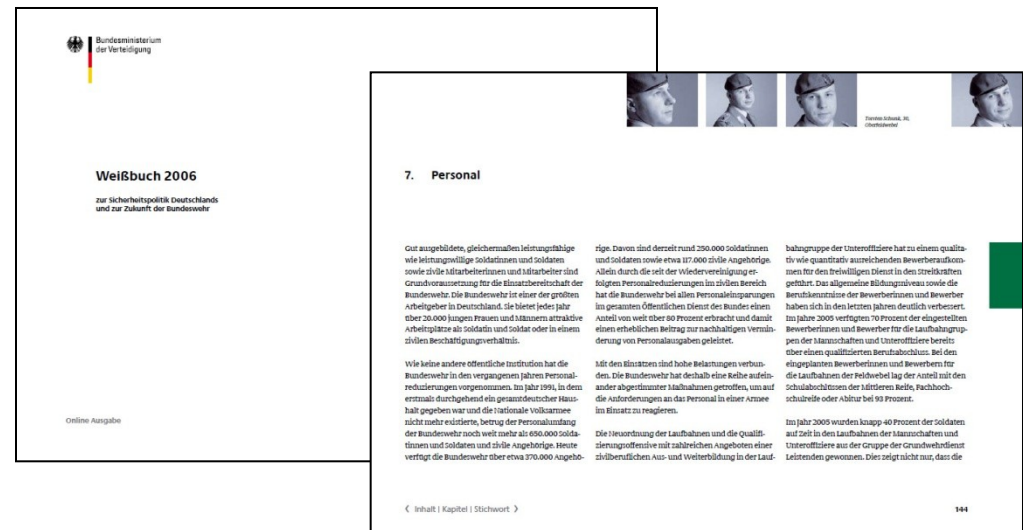 Bundesministerium
der Verteidigung
Weißbuch 2006
zur Sicherheitspolitik Deutschlands
und zur Zukunft der Bundeswehr
Online Ausgabe
Torsten Schunk, 30,
Oberfeldwebel
7. Personal
Gut ausgebildete, gleichermaßen leistungsfähige
wie leistungswillige Soldatinnen und Soldaten
sowie zivile Mitarbeiterinnen und Mitarbeiter sind
Grundvoraussetzung für die Einsatzbereitschaft der
Bundeswehr. Die Bundeswehr ist einer der größten
Arbeitgeber in Deutschland. Sie bietet jedes Jahr
über 20.000 jungen Frauen und Männern attraktive
Arbeitsplätze als Soldatin und Soldat oder in einem
zivilen Beschäftigungsverhältnis.
Wie keine andere öffentliche Institution hat die
Bundeswehr in den vergangenen Jahren Personal-
reduzierungen vorgenommen. Im Jahr 1991, in dem
erstmals durchgehend ein gesamtdeutscher Haus-
halt gegeben war und die Nationale Volksarmee
nicht mehr existierte, betrug der Personalumfang
der Bundeswehr noch weit mehr als 650.000 Solda-
tinnen und Soldaten und zivile Angehörige. Heute
verfügt die Bundeswehr über etwa 370.000 Angehö-
rige. Davon sind derzeit rund 250.000 Soldatinnen
und Soldaten sowie etwa 117.000 zivile Angehörige.
Allein durch die seit der Wiedervereinigung er-
folgten Personalreduzierungen im zivilen Bereich
hat die Bundeswehr bei allen Personaleinsparungen
im gesamten Öffentlichen Dienst des Bundes einen
Anteil von weit über 80 Prozent erbracht und damit
einen erheblichen Beitrag zur nachhaltigen Vermin-
derung von Personalausgaben geleistet.
Mit den Einsätzen sind hohe Belastungen verbun-
den. Die Bundeswehr hat deshalb eine Reihe aufein-
ander abgestimmter Maßnahmen getroffen, um auf
die Anforderungen an das Personal in einer Armee
im Einsatz zu reagieren.
Die Neuordnung der Laufbahnen und die Qualifi-
zierungsoffensive mit zahlreichen Angeboten einer
zivilberuflichen Aus- und Weiterbildung in der Lauf-
bahngruppe der Unteroffiziere hat zu einem qualita-
tiv wie quantitativ ausreichenden Bewerberaufkom-
men für den freiwilligen Dienst in den Streitkräften
geführt. Das allgemeine Bildungsniveau sowie die
Berufskenntnisse der Bewerberinnen und Bewerber
haben sich in den letzten Jahren deutlich verbessert.
Im Jahre 2005 verfügten 70 Prozent der eingestellten
Bewerberinnen und Bewerber für die Laufbahngrup-
pen der Mannschaften und Unteroffiziere bereits
über einen qualifizierten Berufsabschluss. Bei den
eingeplanten Bewerberinnen und Bewerbern für
die Laufbahnen der Feldwebel lag der Anteil mit den
Schulabschlüssen der Mittleren Reife, Fachhoch-
schulreife oder Abitur bei 93 Prozent.
Im Jahr 2005 wurden knapp 40 Prozent der Soldaten
auf Zeit in den Laufbahnen der Mannschaften und
Unteroffiziere aus der Gruppe der Grundwehrdienst
Leistenden gewonnen. Dies zeigt nicht nur, dass die
❬ Inhalt | Kapitel | Stichwort ❭
144